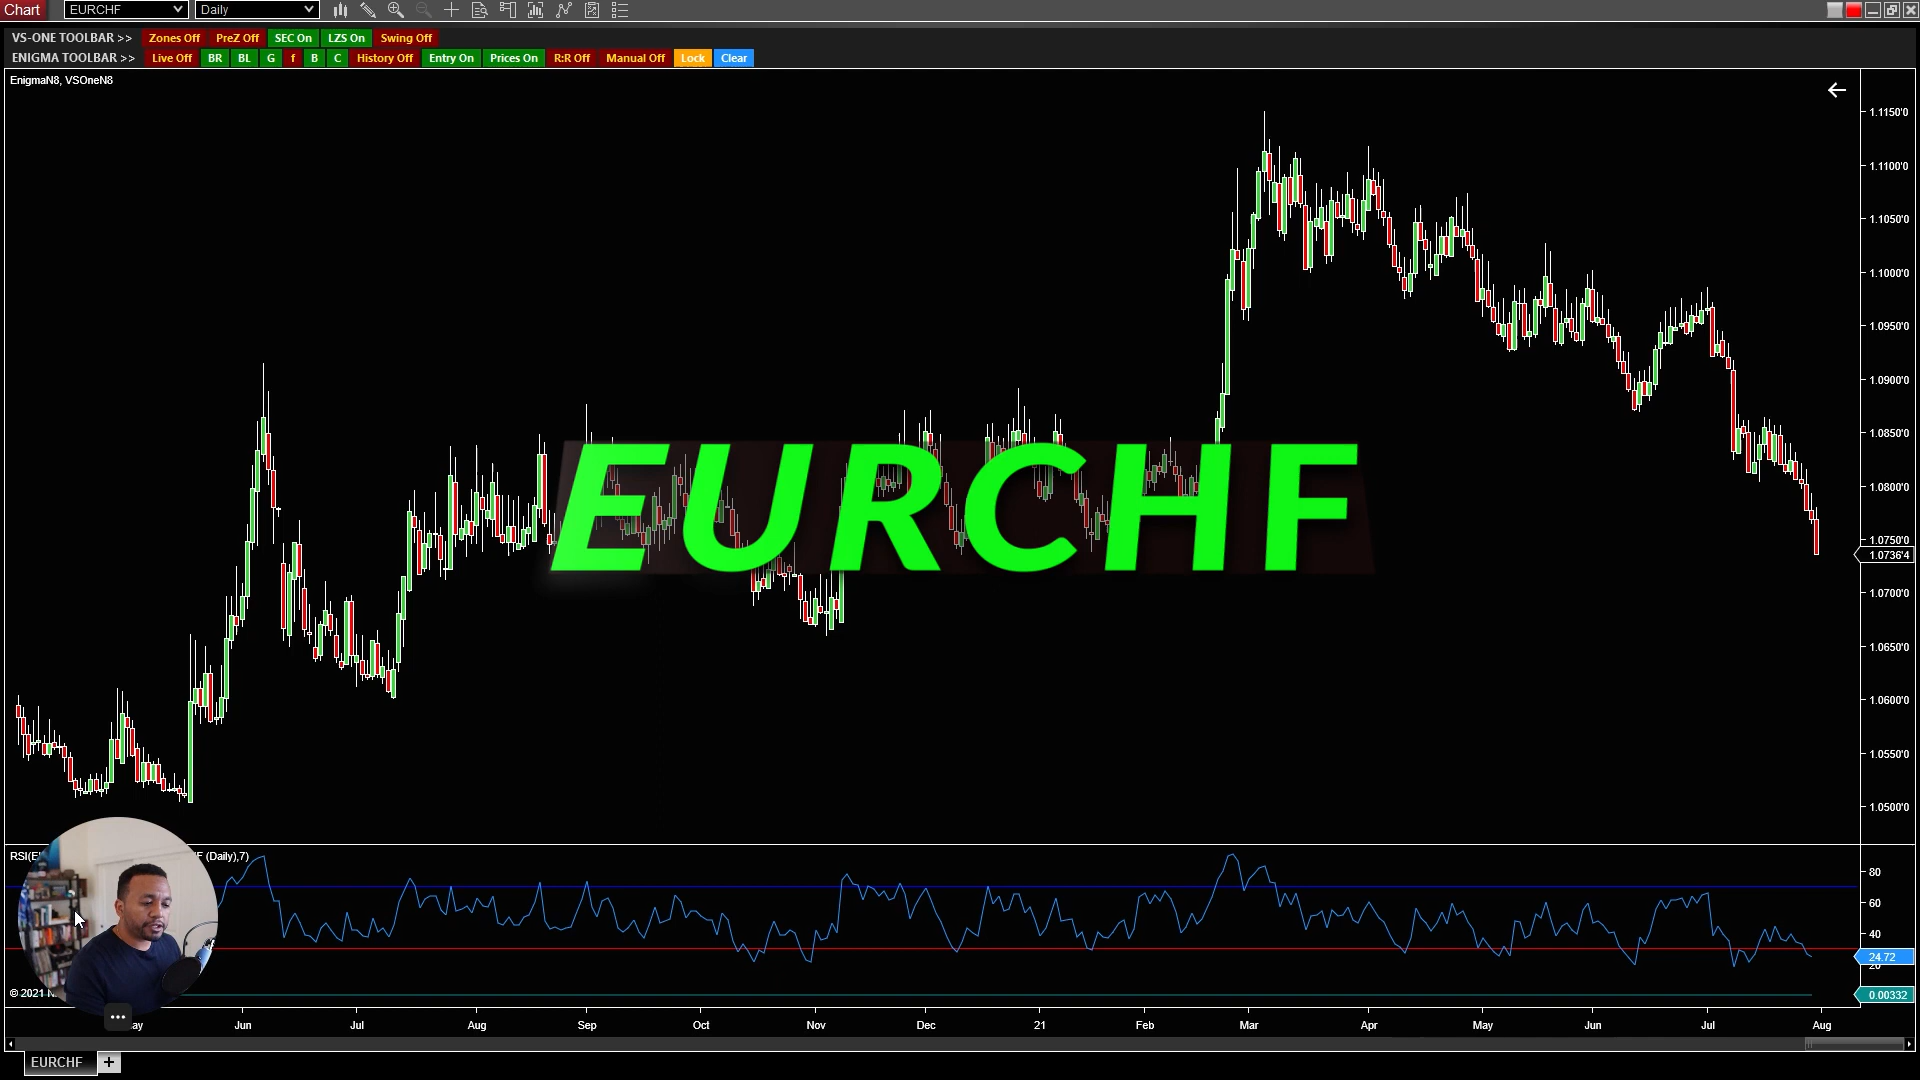 Chart EURCHF Daily
VS-ONE TOOLBAR >> Zones Off PreZ Off SEC On LZS On Swing Off
ENIGMA TOOLBAR >> Live Off BR BL G f B C History Off Entry On Prices On R:R Off Manual Off Lock Clear
EnigmaN8, VSOneN8
1.1150'0
1.1100'0
1.1050'0
1.1000'0
1.0950'0
1.0900'0
1.0850'0
EURCHF
1.0800'0
1.0750'0
1.0736'4
1.0700'0
1.0650'0
1.0600'0
1.0550'0
1.0500'0
RSI(E F (Daily),7)
80
60
40
24.72
20
© 2021 N
0.00332
ay Jun Jul Aug Sep Oct Nov Dec 21 Feb Mar Apr May Jun Jul Aug
EURCHF +